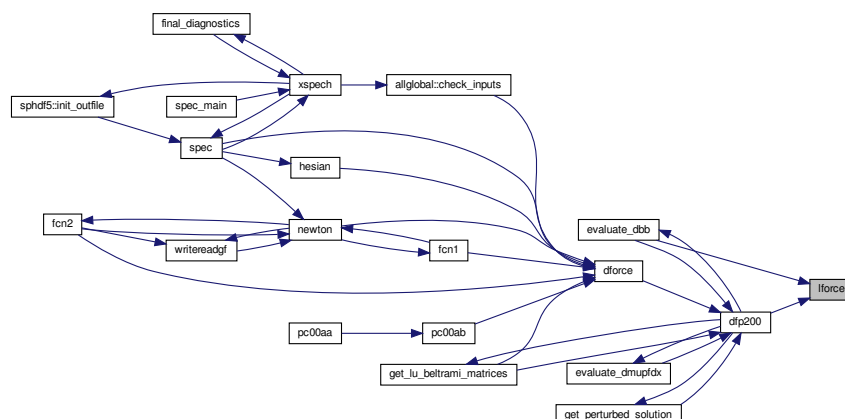 final_diagnostics
xspech
allglobal::check_inputs
sphdf5::init_outfile
spec_main
spec
hesian
fcn2
newton
evaluate_dbb
writereadgf
fcn1
dforce
lforce
dfp200
pc00aa
pc00ab
get_lu_beltrami_matrices
evaluate_dmupfdx
get_perturbed_solution